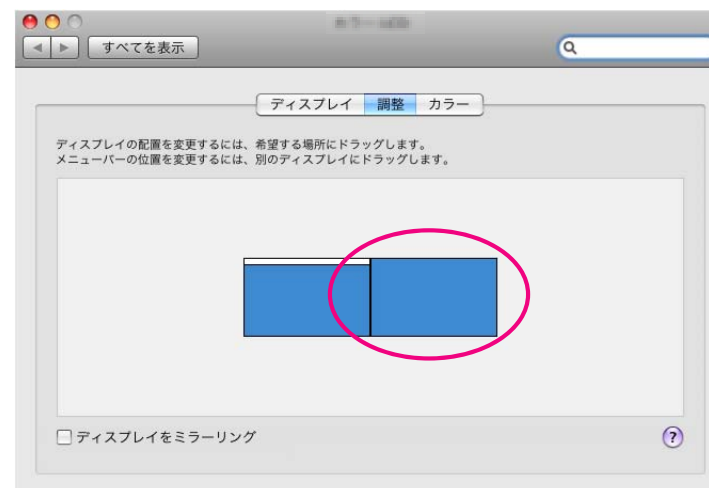 すべてを表示
ディスプレイ 調整 カラー
ディスプレイの配置を変更するには、希望する場所にドラッグします。
メニューバーの位置を変更するには、別のディスプレイにドラッグします。
ディスプレイをミラーリング
?